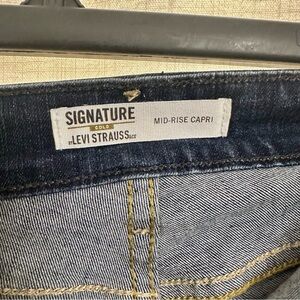 SIGNATURE
GOLD
BY LEVI STRAUSS &CO
MID-RISE CAPRI